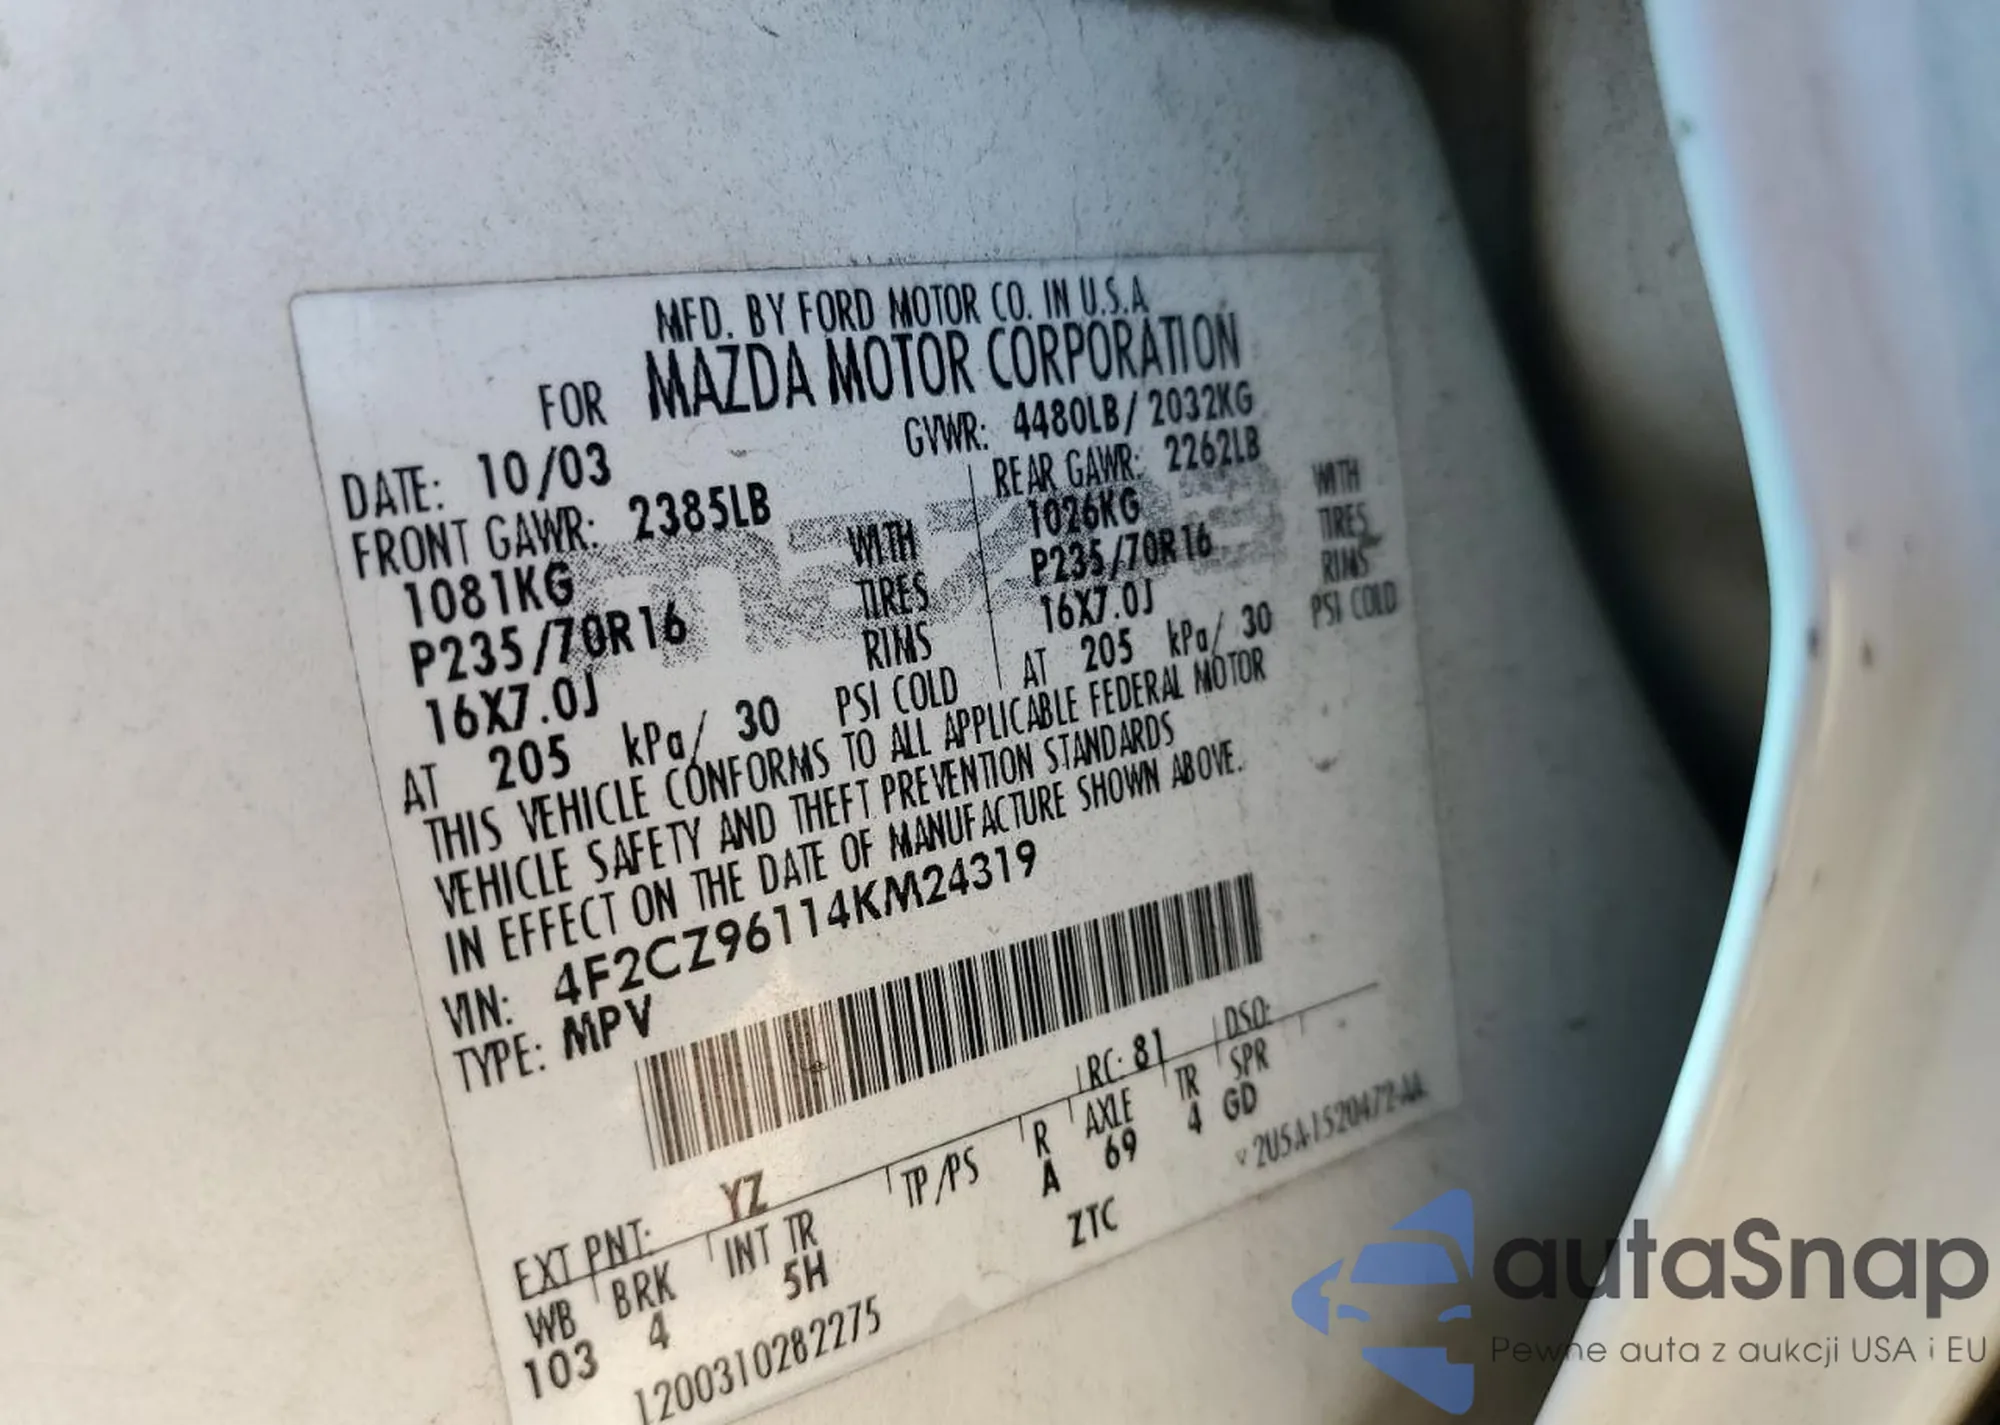 MFD. BY FORD MOTOR CO. IN U.S.A
FOR MAZDA MOTOR CORPORATION
DATE: 10/03 GVWR: 4480LB/ 2032KG
FRONT GAWR: 2385LB REAR GAWR: 2262LB
1081KG WITH 1026KG WITH
P235/70R16 TIRES P235/70R16 TIRES
16X7.0J RIMS 16X7.0J RIMS
AT 205 kPa/ 30 PSI COLD AT 205 kPa/ 30 PSI COLD
THIS VEHICLE CONFORMS TO ALL APPLICABLE FEDERAL MOTOR
VEHICLE SAFETY AND THEFT PREVENTION STANDARDS
IN EFFECT ON THE DATE OF MANUFACTURE SHOWN ABOVE.
VIN: 4F2CZ96114KM24319
TYPE: MPV
EXT PNT: YZ RC: 81 DSO:
WB BRK INT TR TP/PS R AXLE TR SPR
103 4 5H A 69 4 GD
1200310282275 ZTC
autaSnap
Pewne auta z aukcji USA i EU